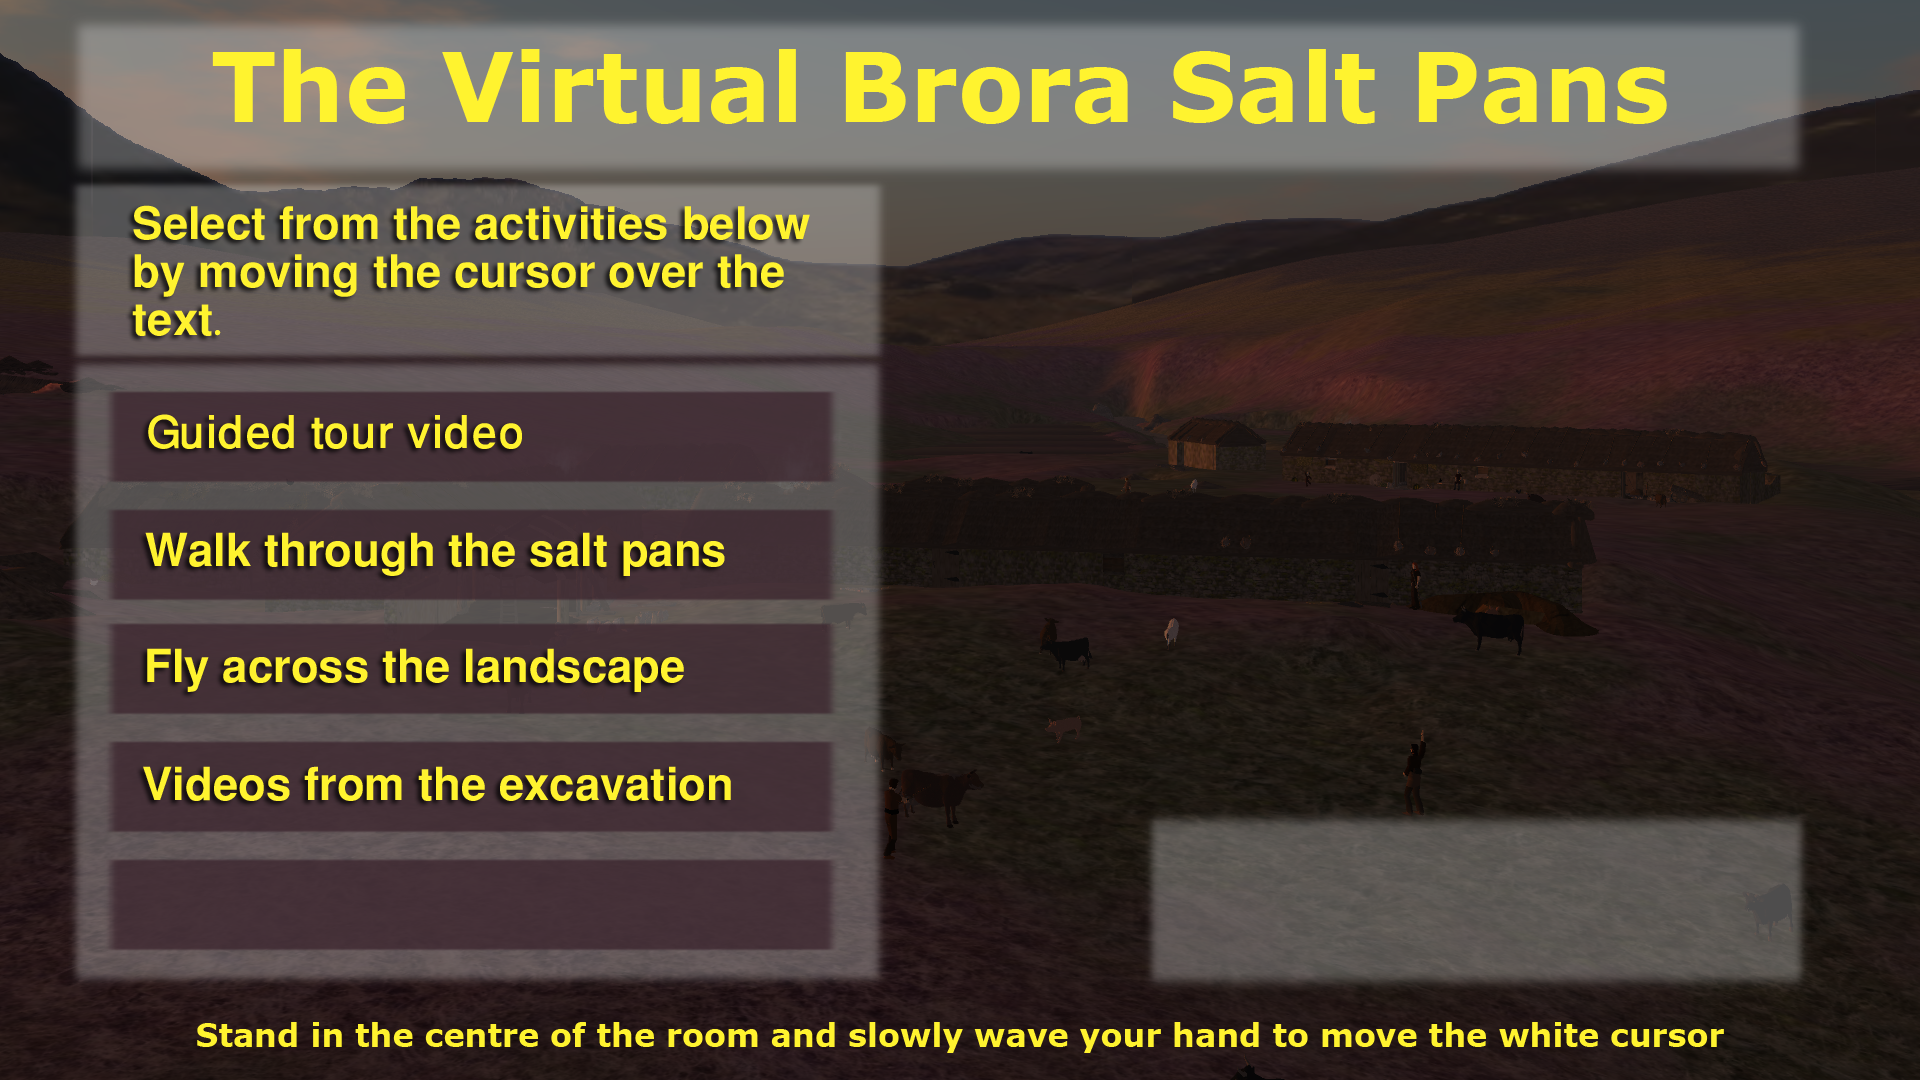 The Virtual Brora Salt Pans
Select from the activities below
by moving the cursor over the
text.
Guided tour video
Walk through the salt pans
Fly across the landscape
Videos from the excavation
Stand in the centre of the room and slowly wave your hand to move the white cursor